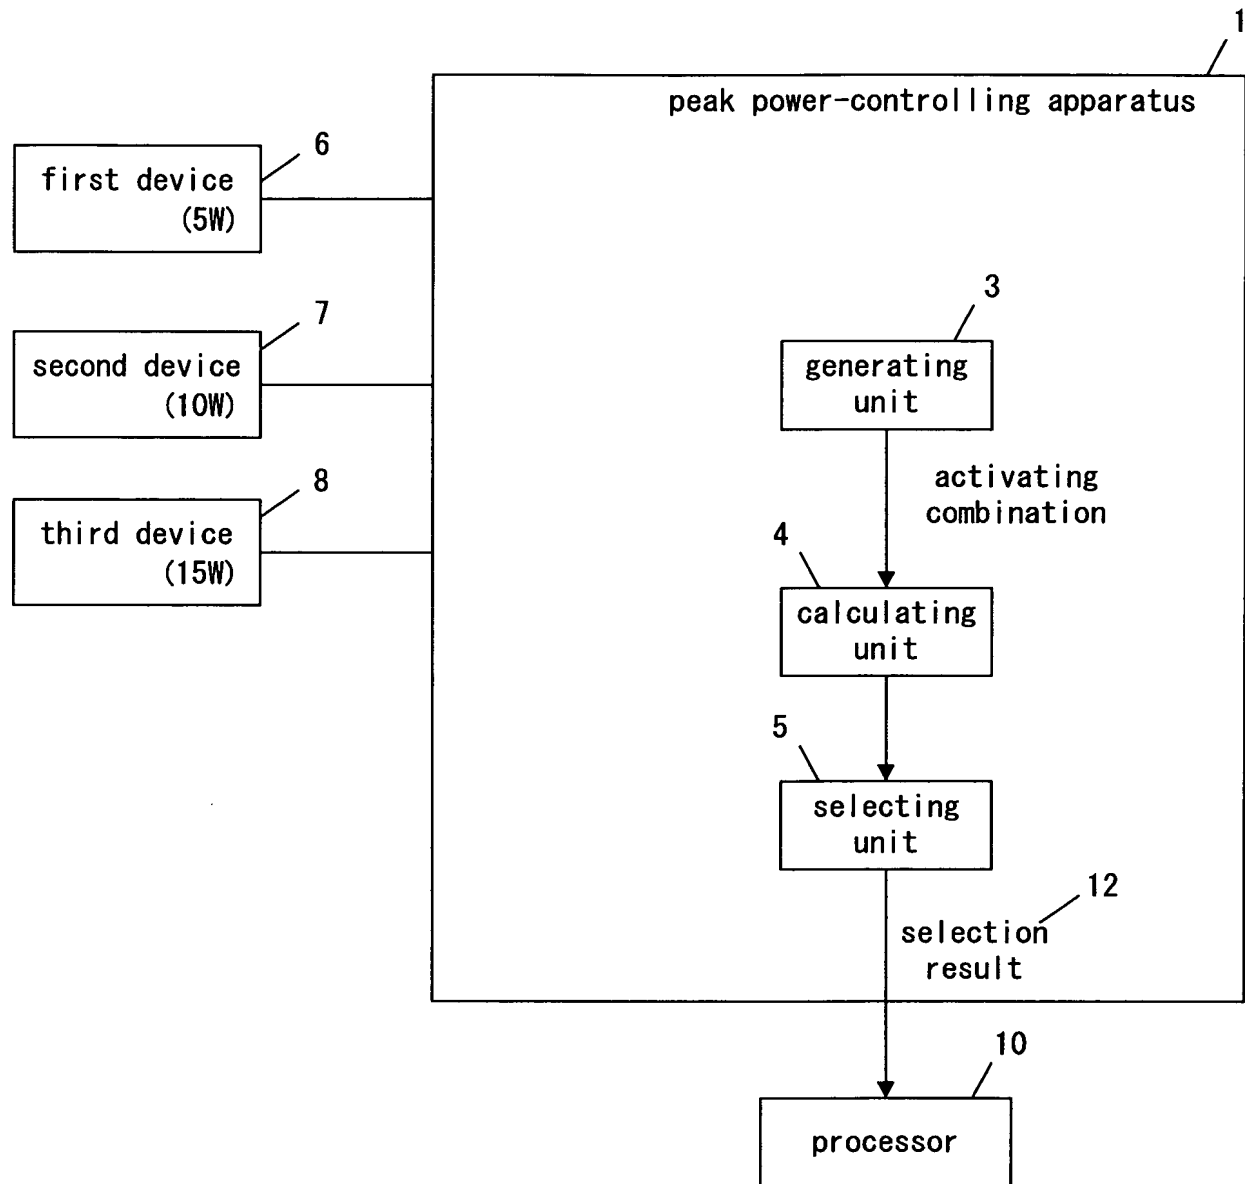 1
peak power-controlling apparatus
6
first device
(5W)
7
second device
(10W)
8
third device
(15W)
3
generating
unit
activating
combination
4
calculating
unit
5
selecting
unit
12
selection
result
10
processor